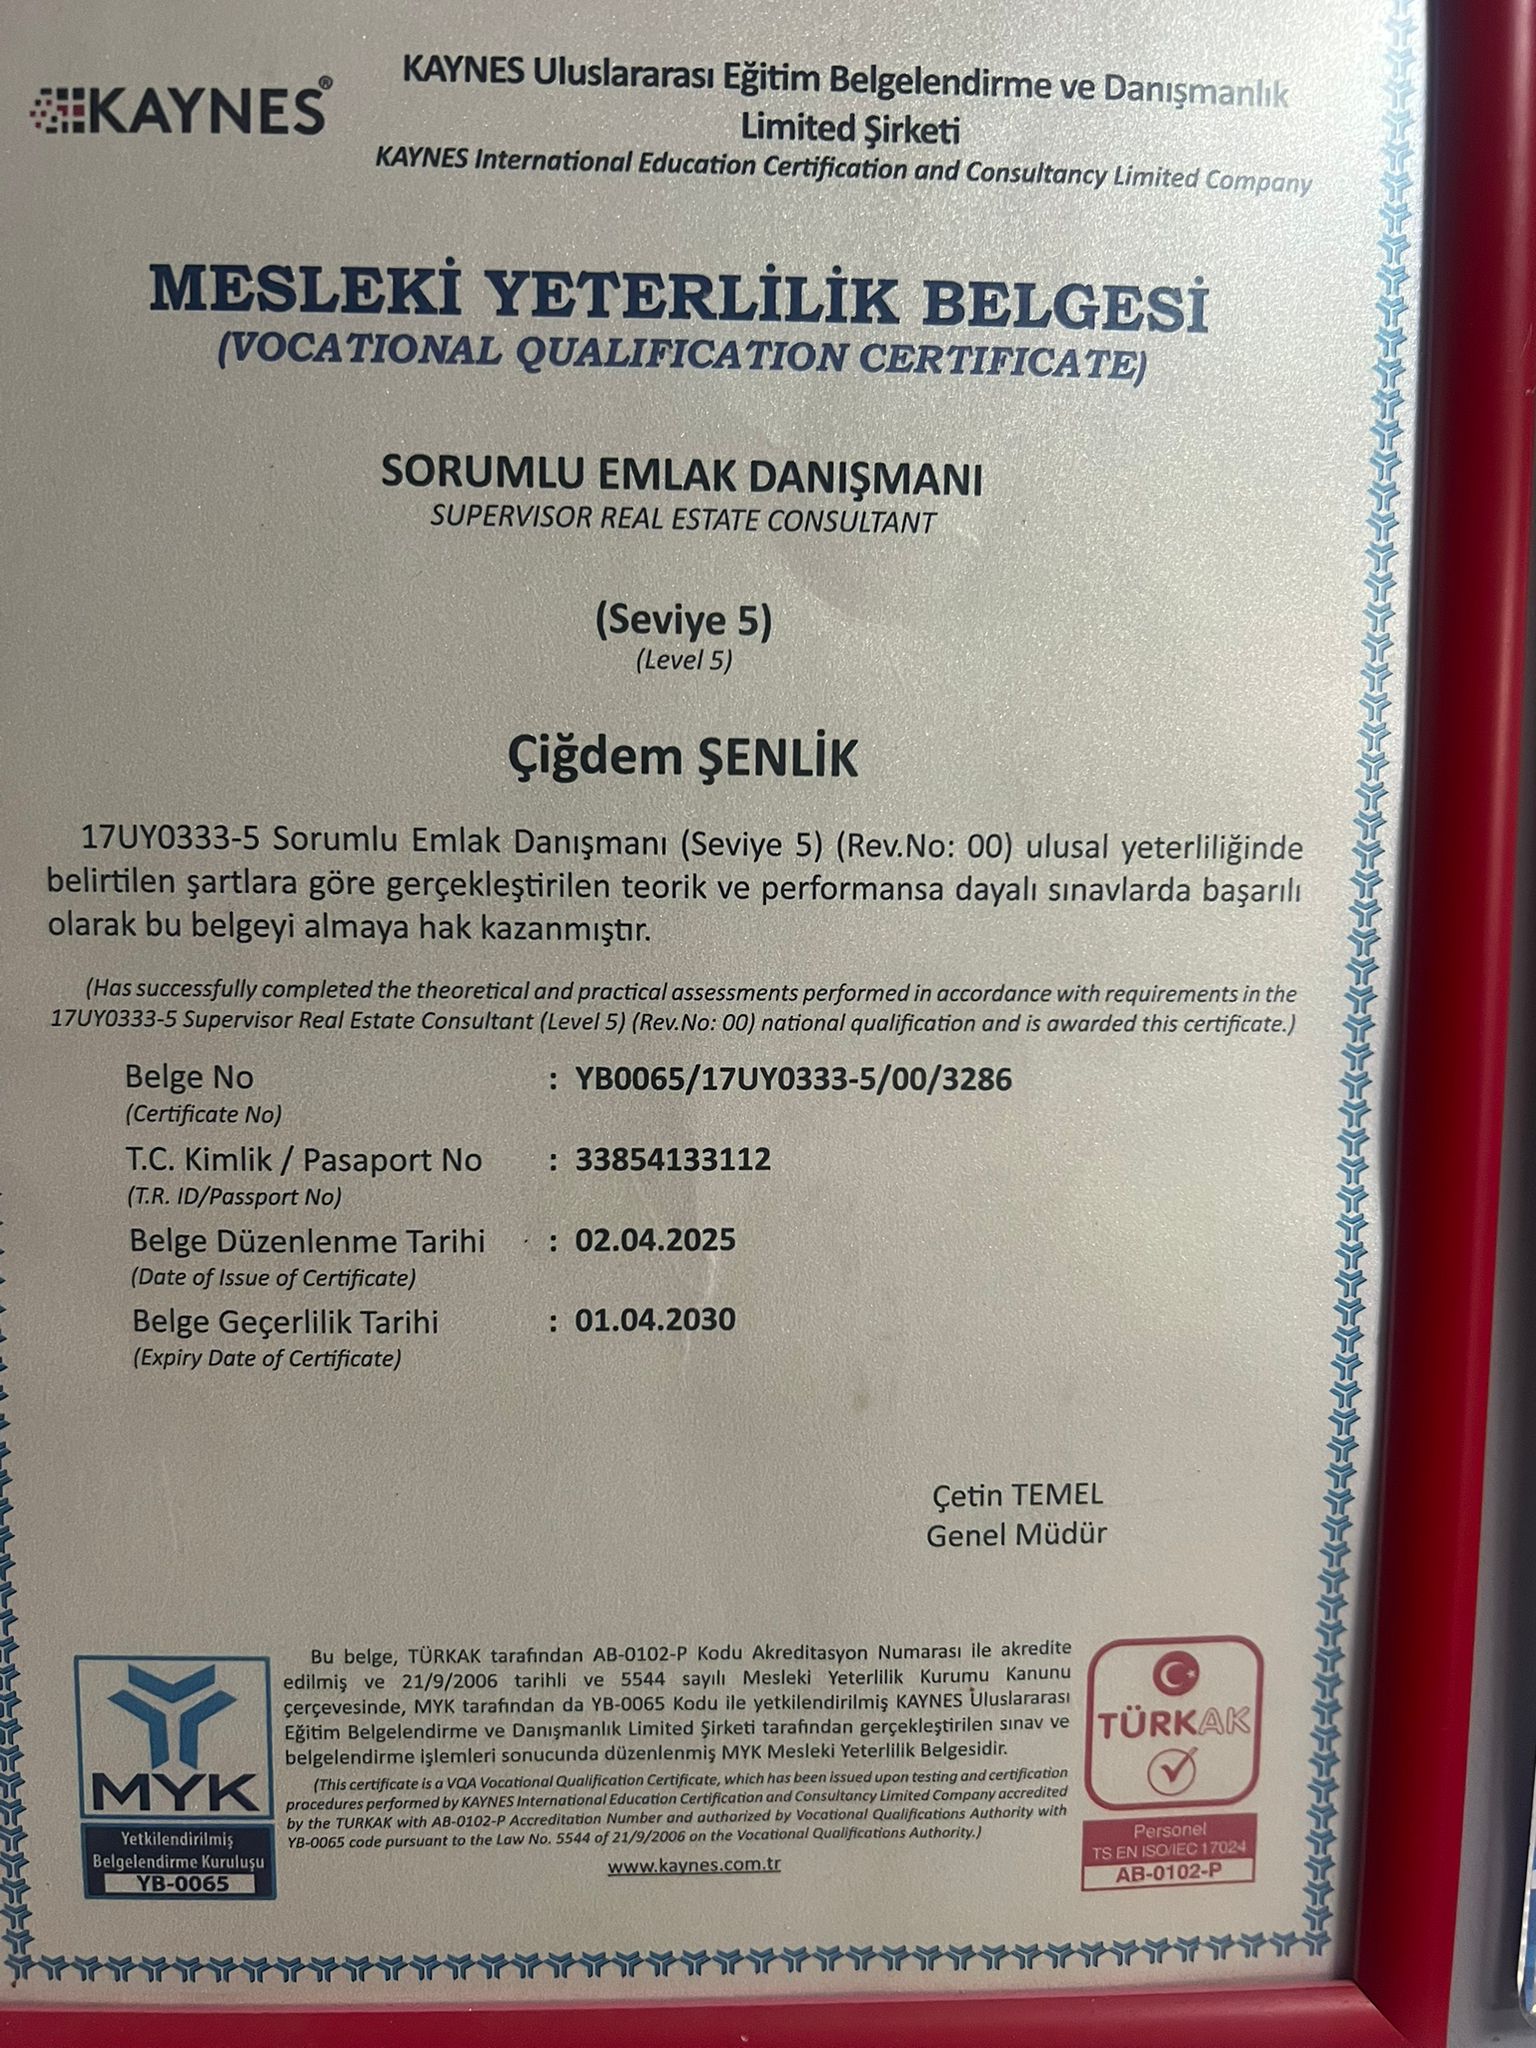 KAYNES®
KAYNES Uluslararası Eğitim Belgelendirme ve Danışmanlık
Limited Şirketi
KAYNES International Education Certification and Consultancy Limited Company
MESLEKİ YETERLİLİK BELGESİ
(VOCATIONAL QUALIFICATION CERTIFICATE)
SORUMLU EMLAK DANIŞMANI
SUPERVISOR REAL ESTATE CONSULTANT
(Seviye 5)
(Level 5)
Çiğdem ŞENLİK
17UY0333-5 Sorumlu Emlak Danışmanı (Seviye 5) (Rev.No: 00) ulusal yeterliliğinde
belirtilen şartlara göre gerçekleştirilen teorik ve performansa dayalı sınavlarda başarılı
olarak bu belgeyi almaya hak kazanmıştır.
(Has successfully completed the theoretical and practical assessments performed in accordance with requirements in the
17UY0333-5 Supervisor Real Estate Consultant (Level 5) (Rev.No: 00) national qualification and is awarded this certificate.)
Belge No : YB0065/17UY0333-5/00/3286
(Certificate No)
T.C. Kimlik / Pasaport No : 33854133112
(T.R. ID/Passport No)
Belge Düzenlenme Tarihi : 02.04.2025
(Date of Issue of Certificate)
Belge Geçerlilik Tarihi : 01.04.2030
(Expiry Date of Certificate)
Çetin TEMEL
Genel Müdür
Bu belge, TÜRKAK tarafından AB-0102-P Kodu Akreditasyon Numarası ile akredite
edilmiş ve 21/9/2006 tarihli ve 5544 sayılı Mesleki Yeterlilik Kurumu Kanunu
çerçevesinde, MYK tarafından da YB-0065 Kodu ile yetkilendirilmiş KAYNES Uluslararası
Eğitim Belgelendirme ve Danışmanlık Limited Şirketi tarafından gerçekleştirilen sınav ve
belgelendirme işlemleri sonucunda düzenlenmiş MYK Mesleki Yeterlilik Belgesidir.
(This certificate is a VQA Vocational Qualification Certificate, which has been issued upon testing and certification
procedures performed by KAYNES International Education Certification and Consultancy Limited Company accredited
by the TURKAK with AB-0102-P Accreditation Number and authorized by Vocational Qualifications Authority with
YB-0065 code pursuant to the Law No. 5544 of 21/9/2006 on the Vocational Qualifications Authority.)
www.kaynes.com.tr
MYK
Yetkilendirilmiş
Belgelendirme Kuruluşu
YB-0065
TÜRKAK
Personel
TS EN ISO/IEC 17024
AB-0102-P